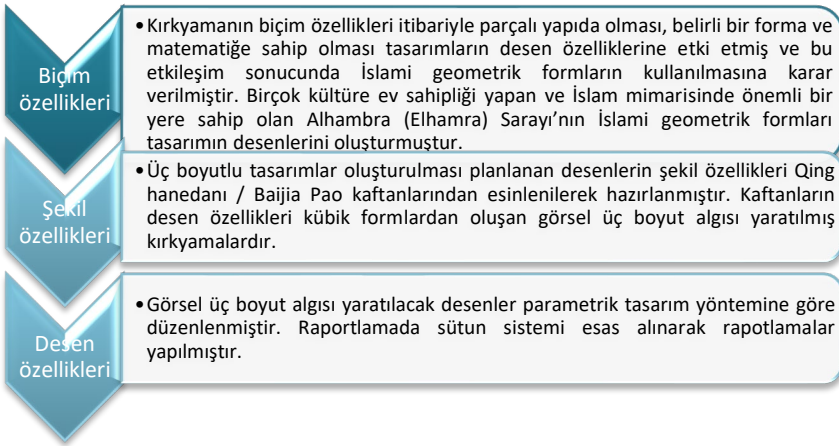 Biçim
özellikleri
•Kırkyamanın biçim özellikleri itibariyle parçalı yapıda olması, belirli bir forma ve
matematiğe sahip olması tasarımların desen özelliklerine etki etmiş ve bu
etkileşim sonucunda İslami geometrik formların kullanılmasına karar
verilmiştir. Birçok kültüre ev sahipliği yapan ve İslam mimarisinde önemli bir
yere sahip olan Alhambra (Elhamra) Sarayı’nın İslami geometrik formları
tasarımın desenlerini oluşturmuştur.
Şekil
özellikleri
•Üç boyutlu tasarımlar oluşturulması planlanan desenlerin şekil özellikleri Qing
hanedanı / Baijia Pao kaftanlarından esinlenilerek hazırlanmıştır. Kaftanların
desen özellikleri kübik formlardan oluşan görsel üç boyut algısı yaratılmış
kırkyamalardır.
Desen
özellikleri
•Görsel üç boyut algısı yaratılacak desenler parametrik tasarım yöntemine göre
düzenlenmiştir. Raportlamada sütun sistemi esas alınarak rapotlamalar
yapılmıştır.